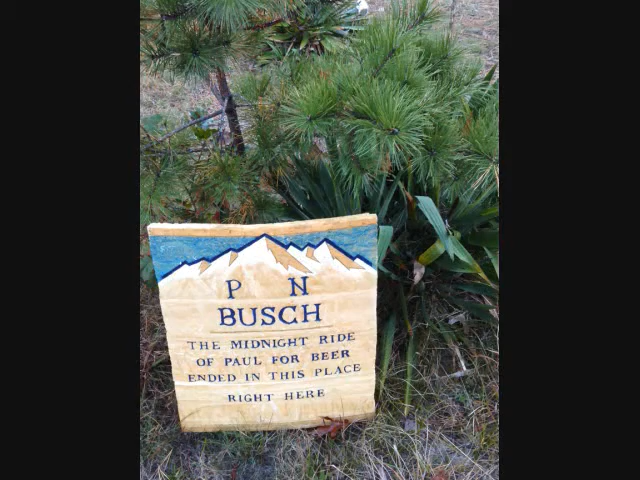 P N
BUSCH
THE MIDNIGHT RIDE
OF PAUL FOR BEER
ENDED IN THIS PLACE
RIGHT HERE